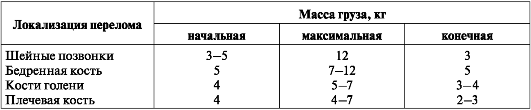 Локализация перелома Масса груза, кг
начальная максимальная конечная
Шейные позвонки 3–5 12 3
Бедренная кость 5 7–12 5
Кости голени 4 5–7 3–4
Плечевая кость 4 4–7 2–3